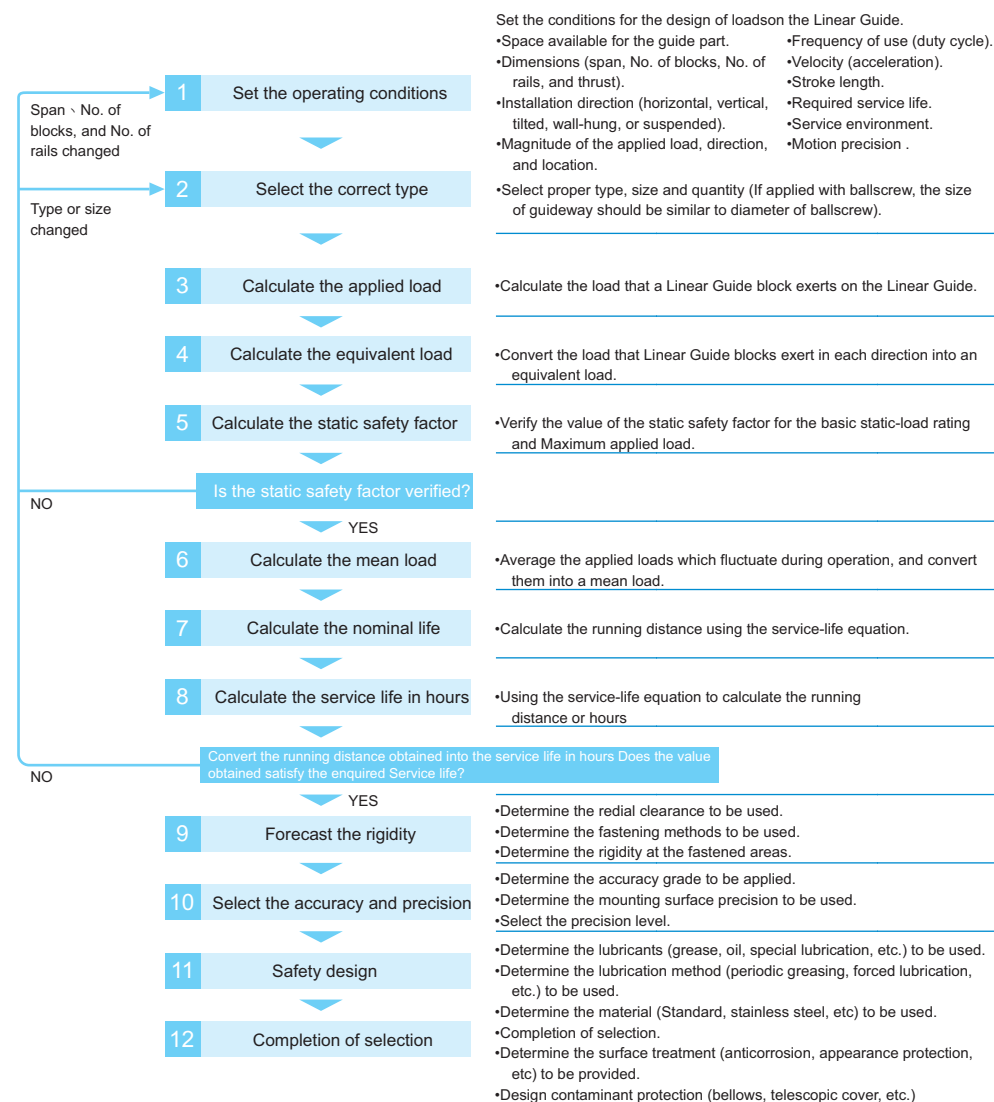 Set the conditions for the design of loadson the Linear Guide.
•Space available for the guide part.
•Dimensions (span, No. of blocks, No. of
rails, and thrust).
•Installation direction (horizontal, vertical,
tilted, wall-hung, or suspended).
•Magnitude of the applied load, direction,
and location.
•Frequency of use (duty cycle).
•Velocity (acceleration).
•Stroke length.
•Required service life.
•Service environment.
•Motion precision .
1 Set the operating conditions
Span、No. of
blocks, and No. of
rails changed
2 Select the correct type
•Select proper type, size and quantity (If applied with ballscrew, the size
of guideway should be similar to diameter of ballscrew).
Type or size
changed
3 Calculate the applied load
•Calculate the load that a Linear Guide block exerts on the Linear Guide.
4 Calculate the equivalent load
•Convert the load that Linear Guide blocks exert in each direction into an
equivalent load.
5 Calculate the static safety factor
•Verify the value of the static safety factor for the basic static-load rating
and Maximum applied load.
Is the static safety factor verified?
NO
YES
6 Calculate the mean load
•Average the applied loads which fluctuate during operation, and convert
them into a mean load.
7 Calculate the nominal life
•Calculate the running distance using the service-life equation.
8 Calculate the service life in hours
•Using the service-life equation to calculate the running
distance or hours
Convert the running distance obtained into the service life in hours Does the value
obtained satisfy the enquired Service life?
NO
YES
9 Forecast the rigidity
•Determine the redial clearance to be used.
•Determine the fastening methods to be used.
•Determine the rigidity at the fastened areas.
10 Select the accuracy and precision
•Determine the accuracy grade to be applied.
•Determine the mounting surface precision to be used.
•Select the precision level.
11 Safety design
•Determine the lubricants (grease, oil, special lubrication, etc.) to be used.
•Determine the lubrication method (periodic greasing, forced lubrication,
etc.) to be used.
•Determine the material (Standard, stainless steel, etc) to be used.
12 Completion of selection
•Completion of selection.
•Determine the surface treatment (anticorrosion, appearance protection,
etc) to be provided.
•Design contaminant protection (bellows, telescopic cover, etc.)